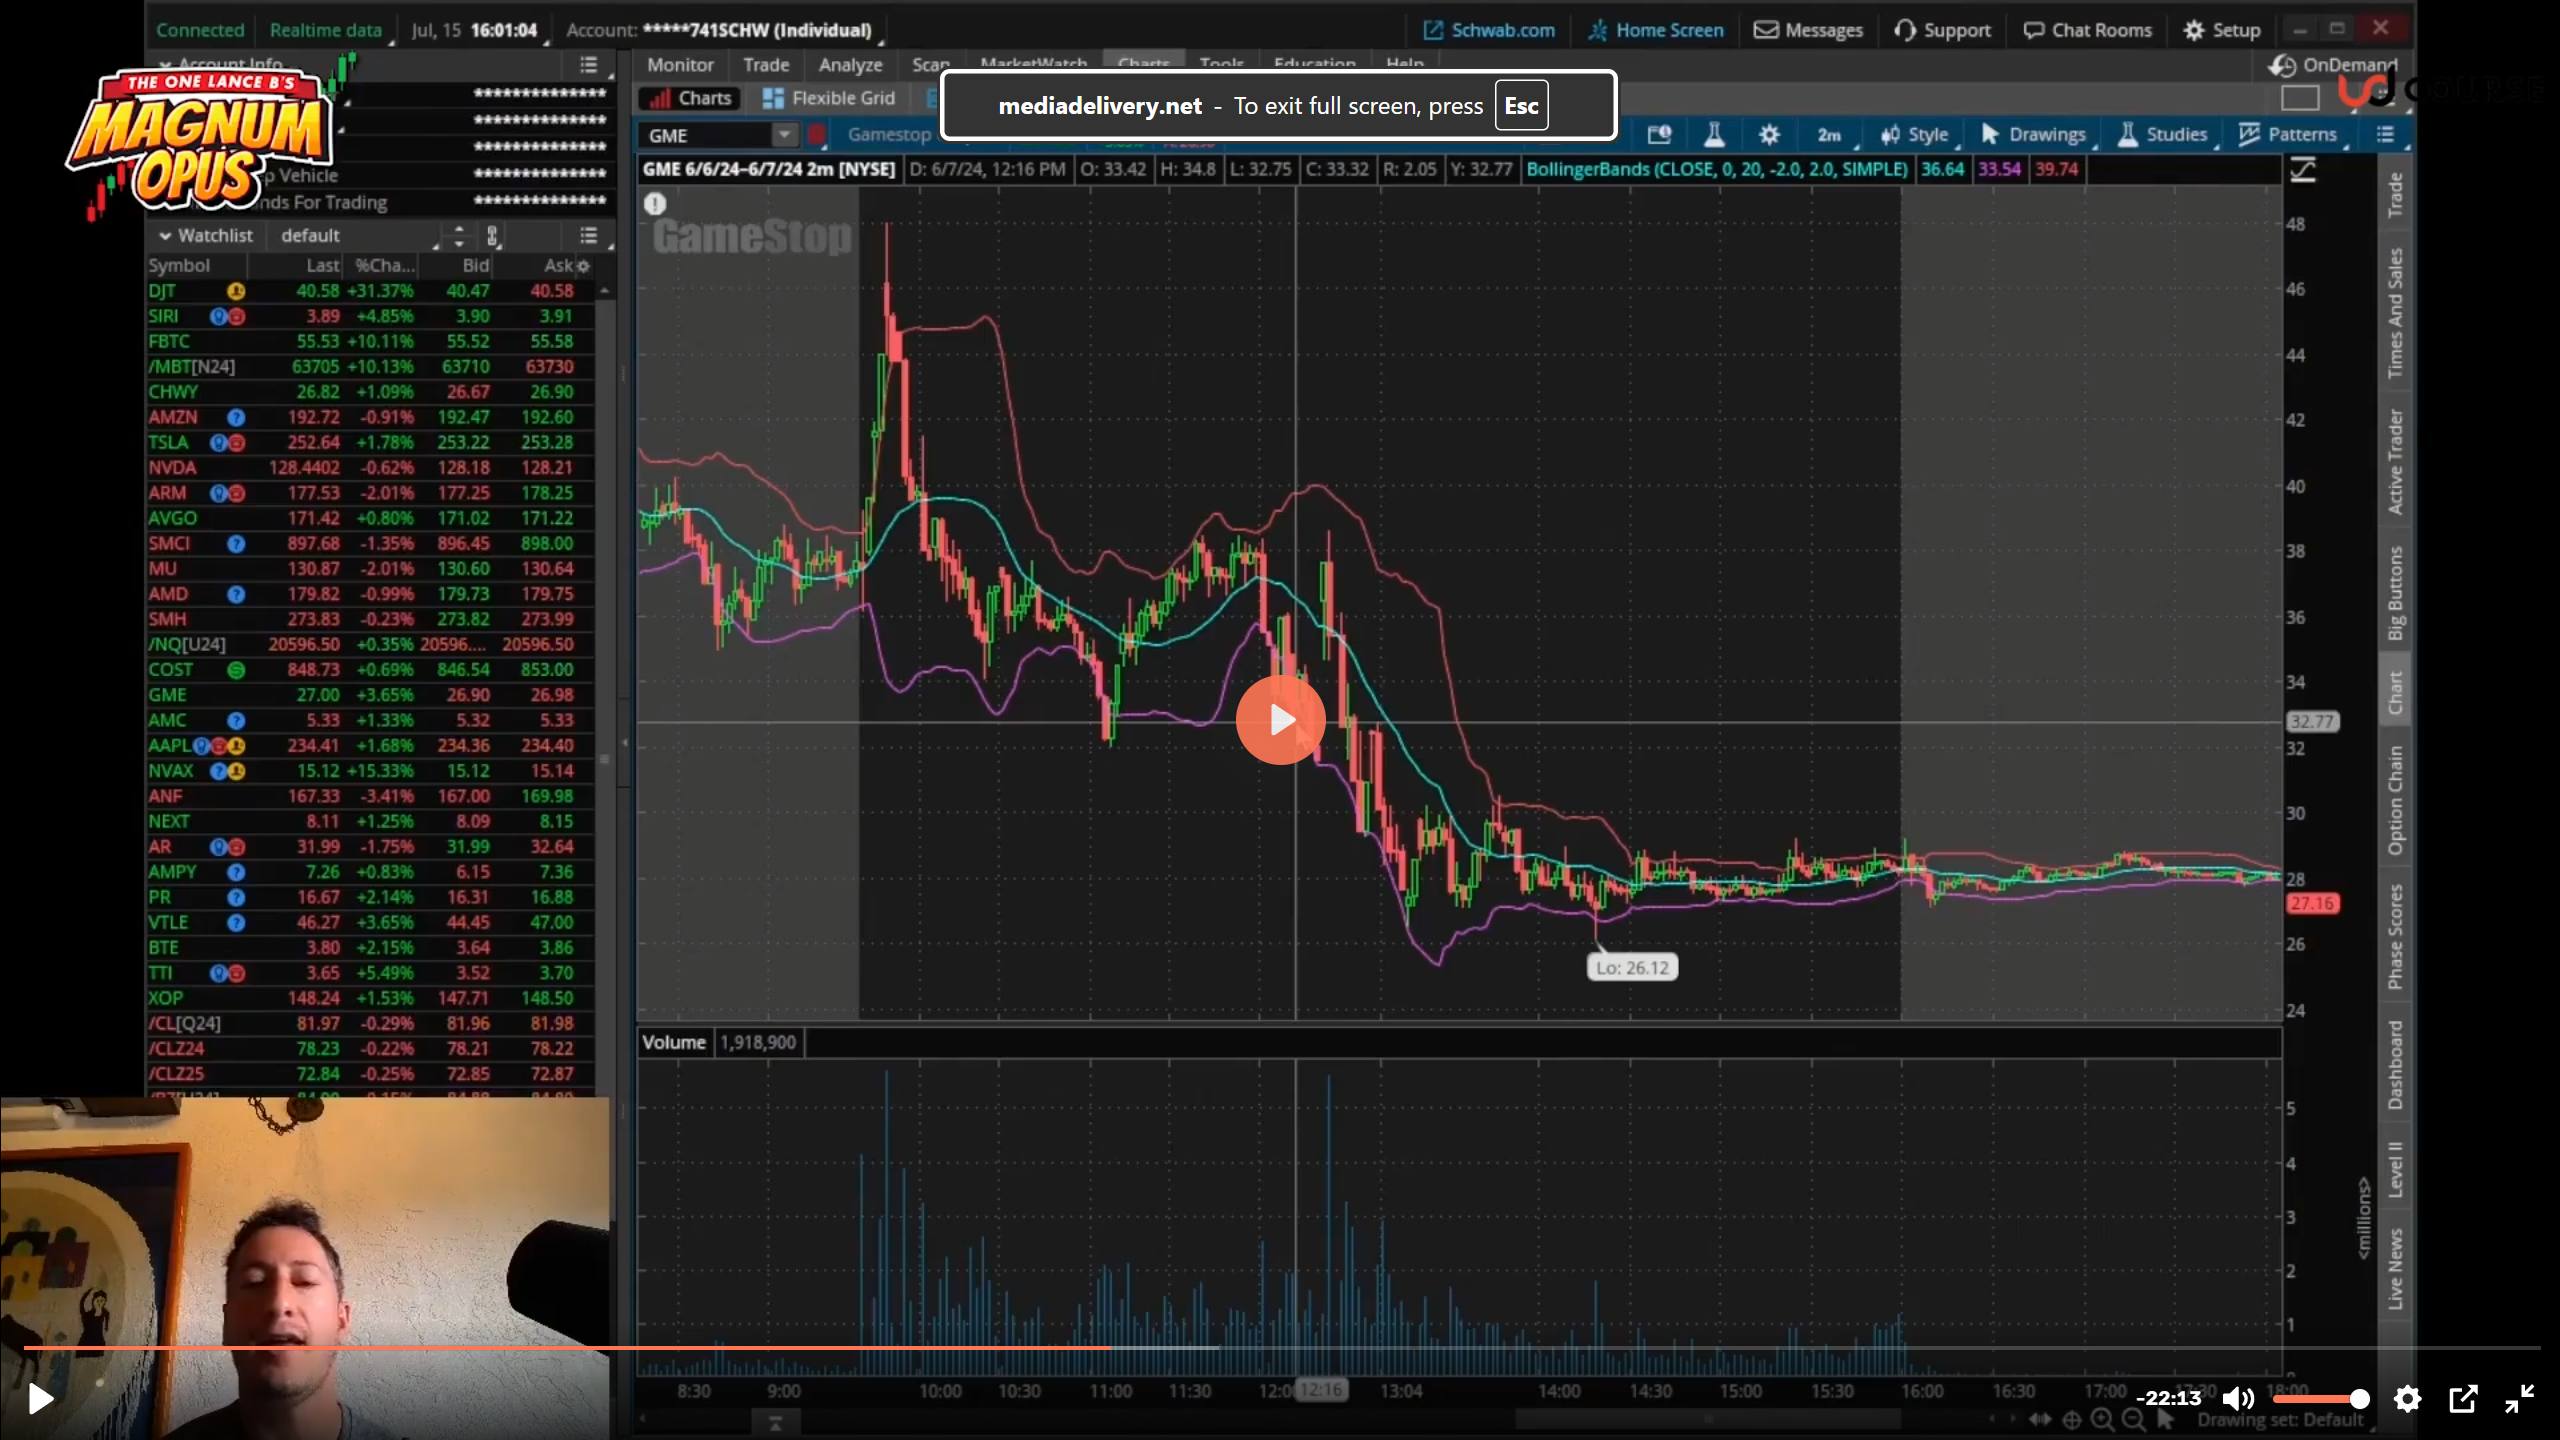 Connected Realtime data Jul, 15 16:01:04 Account: *****741SCHW (Individual) Schwab.com Home Screen Messages Support Chat Rooms Setup
Account Info Monitor Trade Analyze Scan MarketWatch Charts Tools Education Help OnDemand
THE ONE LANCE B'S
MAGNUM
OPUS
**************
**************
**************
p Vehicle **************
nds For Trading **************
Charts Flexible Grid
mediadelivery.net - To exit full screen, press Esc
GME Gamestop 2m Style Drawings Studies Patterns
GME 6/6/24-6/7/24 2m [NYSE] D: 6/7/24, 12:16 PM O: 33.42 H: 34.8 L: 32.75 C: 33.32 R: 2.05 Y: 32.77 BollingerBands (CLOSE, 0, 20, -2.0, 2.0, SIMPLE) 36.64 33.54 39.74
GameStop
Watchlist default
Symbol Last %Cha... Bid Ask
DJT 40.58 +31.37% 40.47 40.58
SIRI 3.89 +4.85% 3.90 3.91
FBTC 55.53 +10.11% 55.52 55.58
/MBT[N24] 63705 +10.13% 63710 63730
CHWY 26.82 +1.09% 26.67 26.90
AMZN 192.72 -0.91% 192.47 192.60
TSLA 252.64 +1.78% 253.22 253.28
NVDA 128.4402 -0.62% 128.18 128.21
ARM 177.53 -2.01% 177.25 178.25
AVGO 171.42 +0.80% 171.02 171.22
SMCI 897.68 -1.35% 896.45 898.00
MU 130.87 -2.01% 130.60 130.64
AMD 179.82 -0.99% 179.73 179.75
SMH 273.83 -0.23% 273.82 273.99
/NQ[U24] 20596.50 +0.35% 20596.... 20596.50
COST 848.73 +0.69% 846.54 853.00
GME 27.00 +3.65% 26.90 26.98
AMC 5.33 +1.33% 5.32 5.33
AAPL 234.41 +1.68% 234.36 234.40
NVAX 15.12 +15.33% 15.12 15.14
ANF 167.33 -3.41% 167.00 169.98
NEXT 8.11 +1.25% 8.09 8.15
AR 31.99 -1.75% 31.99 32.64
AMPY 7.26 +0.83% 6.15 7.36
PR 16.67 +2.14% 16.31 16.88
VTLE 46.27 +3.65% 44.45 47.00
BTE 3.80 +2.15% 3.64 3.86
TTI 3.65 +5.49% 3.52 3.70
XOP 148.24 +1.53% 147.71 148.50
/CL[Q24] 81.97 -0.29% 81.96 81.98
/CLZ24 78.23 -0.22% 78.21 78.22
/CLZ25 72.84 -0.25% 72.85 72.87
48
46
44
42
40
38
36
34
32.77
32
30
28
27.16
26
24
Lo: 26.12
Volume 1,918,900
5
4
3
2
1
<millions>
8:30 9:00 10:00 10:30 11:00 11:30 12:00 12:16 13:04 14:00 14:30 15:00 15:30 16:00 16:30 17:00 17:30 18:00
Drawing set: Default
-22:13
Trade
Times And Sales
Active Trader
Big Buttons
Chart
Option Chain
Phase Scores
Dashboard
Level II
Live News